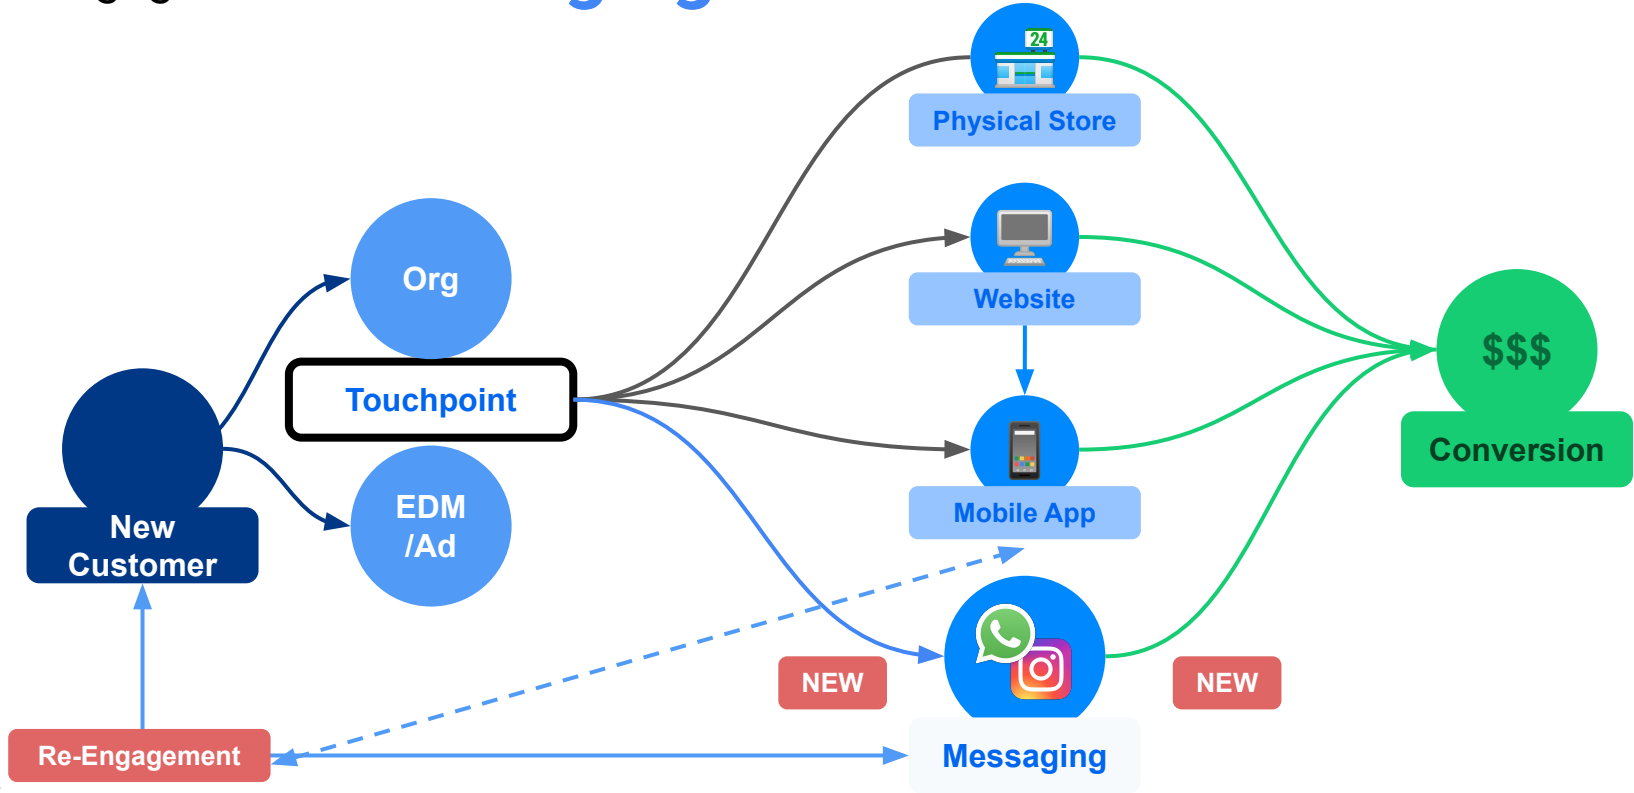 24
Physical Store
Org
Website
Touchpoint
$$$
Conversion
EDM
/Ad
New
Customer
Mobile App
NEW
NEW
Re-Engagement
Messaging